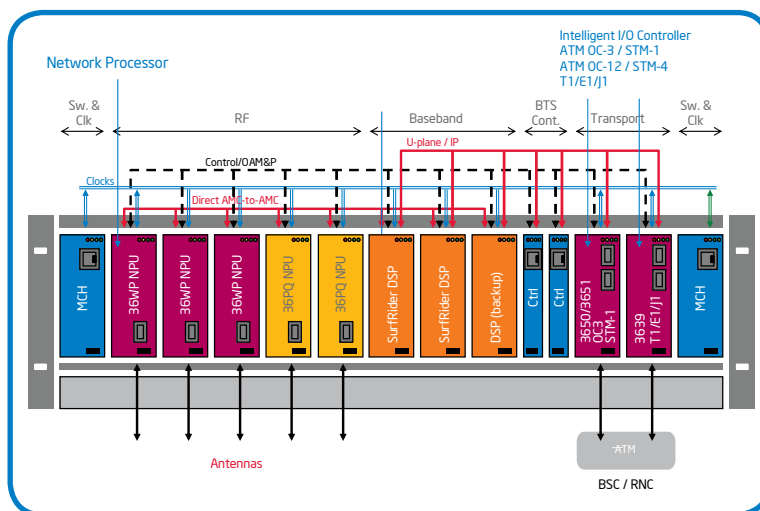 Network Processor
Intelligent I/O Controller
ATM OC-3 / STM-1
ATM OC-12 / STM-4
T1/E1/J1
Sw. &
Clk
RF
Baseband
BTS
Cont.
Transport
Sw. &
Clk
U-plane / IP
Control/OAM&P
Clocks
Direct AMC-to-AMC
MCH
36WP NPU
36WP NPU
36WP NPU
36PQ NPU
36PQ NPU
SurfRider DSP
SurfRider DSP
DSP (backup)
Ctrl
Ctrl
3650/3651
OC3
STM-1
3639
T1/E1/J1
MCH
Antennas
ATM
BSC / RNC